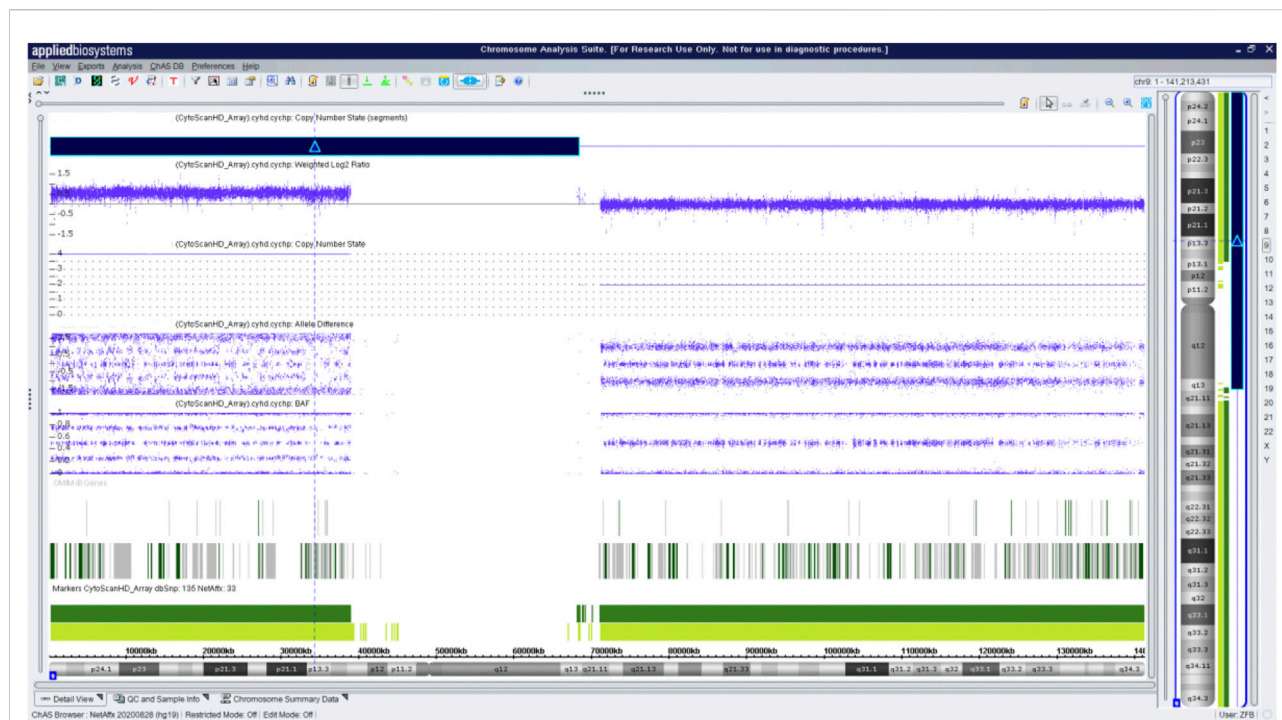 appliedbiosystems
Chromosome Analysis Suite. [For Research Use Only. Not for use in diagnostic procedures.]
File View Exports Analysis ChAS DB Preferences Help
chr9: 1 - 141,213,431
(CytoScanHD_Array).cyhd.cychp: Copy Number State (segments)
(CytoScanHD_Array).cyhd.cychp: Weighted Log2 Ratio
1.5
-0.5
-1.5
(CytoScanHD_Array).cyhd.cychp: Copy Number State
4
3
2
1
0
(CytoScanHD_Array).cyhd.cychp: Allele Difference
(CytoScanHD_Array).cyhd.cychp: BAF
1
0.8
0.6
0.4
OMIM ® Genes
Markers CytoScanHD_Array dbSnp: 135 NetAffx: 33
10000kb 20000kb 30000kb 40000kb 50000kb 60000kb 70000kb 80000kb 90000kb 100000kb 110000kb 120000kb 130000kb 140
p24.1 p23 p21.3 p21.1 p13.3 p12 p11.2 q12 q13 q21.11 q21.13 q21.33 q31.1 q31.2 q31.3 q32 q33.1 q33.2 q33.3 q34.3
Detail View QC and Sample Info Chromosome Summary Data
ChAS Browser : NetAffx 20200828 (hg19) | Restricted Mode: Off | Edit Mode: Off |
User: ZFB
p24.2
p24.1
p23
p22.3
p21.3
p21.2
p21.1
p13.3
p13.1
p12
p11.2
q12
q13
q21.11
q21.13
q21.31
q21.32
q21.33
q22.31
q22.32
q22.33
q31.1
q31.2
q31.3
q32
q33.1
q33.2
q33.3
q34.11
q34.3
1
2
3
4
5
6
7
8
9
10
11
12
13
14
15
16
17
18
19
20
21
22
X
Y